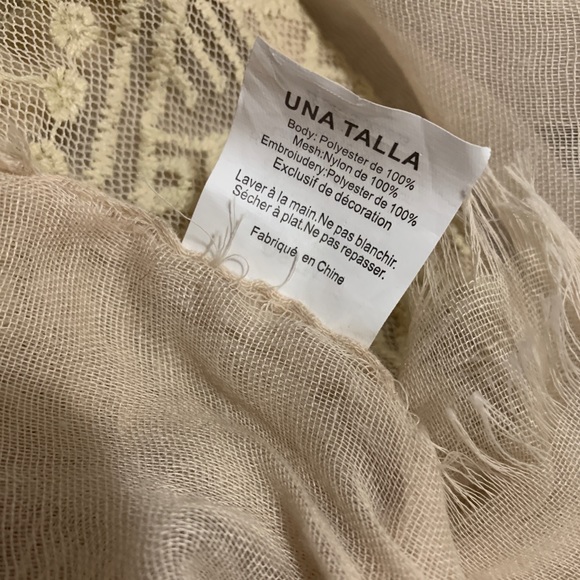 UNA TALLA
Body: Polyester de 100%
Mesh:Nylon de 100%
Embroludery:Polyester de 100%
Exclusif de décoration
Laver à la main.Ne pas blanchir.
Sécher à plat.Ne pas repasser.
Fabriqué, en Chine